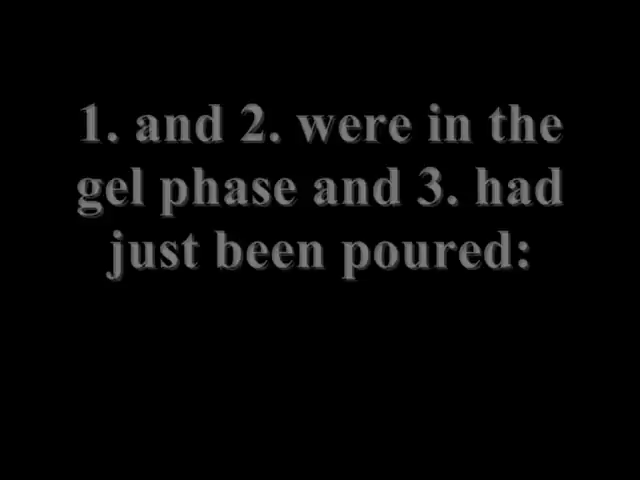 1. and 2. were in the
gel phase and 3. had
just been poured: